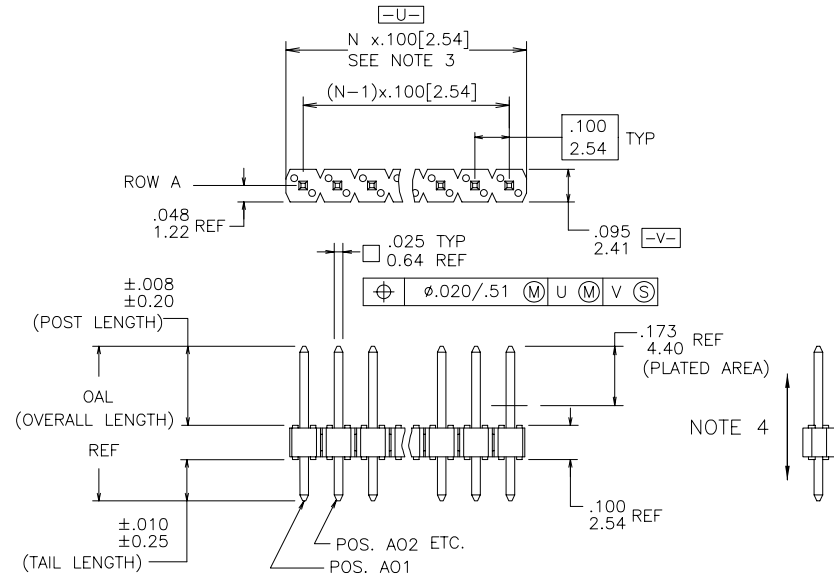 -U-
N x.100[2.54]
SEE NOTE 3
(N-1)x.100[2.54]
.100
2.54
TYP
ROW A
.048
1.22
REF
.095
2.41
-V-
.025 TYP
0.64 REF
⌖ ø.020/.51 Ⓜ U Ⓜ V Ⓢ
±.008
±0.20
(POST LENGTH)
.173
4.40
REF
(PLATED AREA)
OAL
(OVERALL LENGTH)
REF
NOTE 4
.100
2.54
REF
±.010
±0.25
(TAIL LENGTH)
POS. A02 ETC.
POS. A01